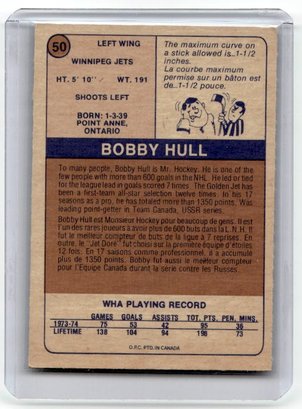 50
LEFT WING
WINNIPEG JETS
HT. 5' 10" WT. 191
SHOOTS LEFT
BORN: 1-3-39
POINT ANNE,
ONTARIO
The maximum curve on
a stick allowed is...1-1/2
inches.
La courbe maximum
permise sur un bâton est
de...1-1/2 pouce.
BOBBY HULL
To many people, Bobby Hull is Mr. Hockey. He is one of the
few people with more than 600 goals in the NHL. He led or tied
for the league lead in goals scored 7 times. The Golden Jet has
been a first-team all-star selection twelve times. In his 17
seasons as a pro, he has totaled more than 1350 points. Was
leading point-getter in Team Canada, USSR series.
Bobby Hull est Monsieur Hockey pour beaucoup de gens. Il est
l'un des rares joueurs à avoir plus de 600 buts dans la L.N.H. Il
fut le meilleur compteur de buts de la ligue à 7 reprises. En
outre, le "Jet Doré" fut choisi sur la première équipe d'étoiles
12 fois. En 17 saisons comme professionnel, il a accumulé
plus de 1350 points. Bobby fut aussi le meilleur compteur
pour l'Equipe Canada durant la série contre les Russes.
WHA PLAYING RECORD
GAMES GOALS ASSISTS TOT. PTS. PEN. MINS.
1973-74 75 53 42 95 38
LIFETIME 138 104 94 198 73
O.P.C. PTD. IN CANADA